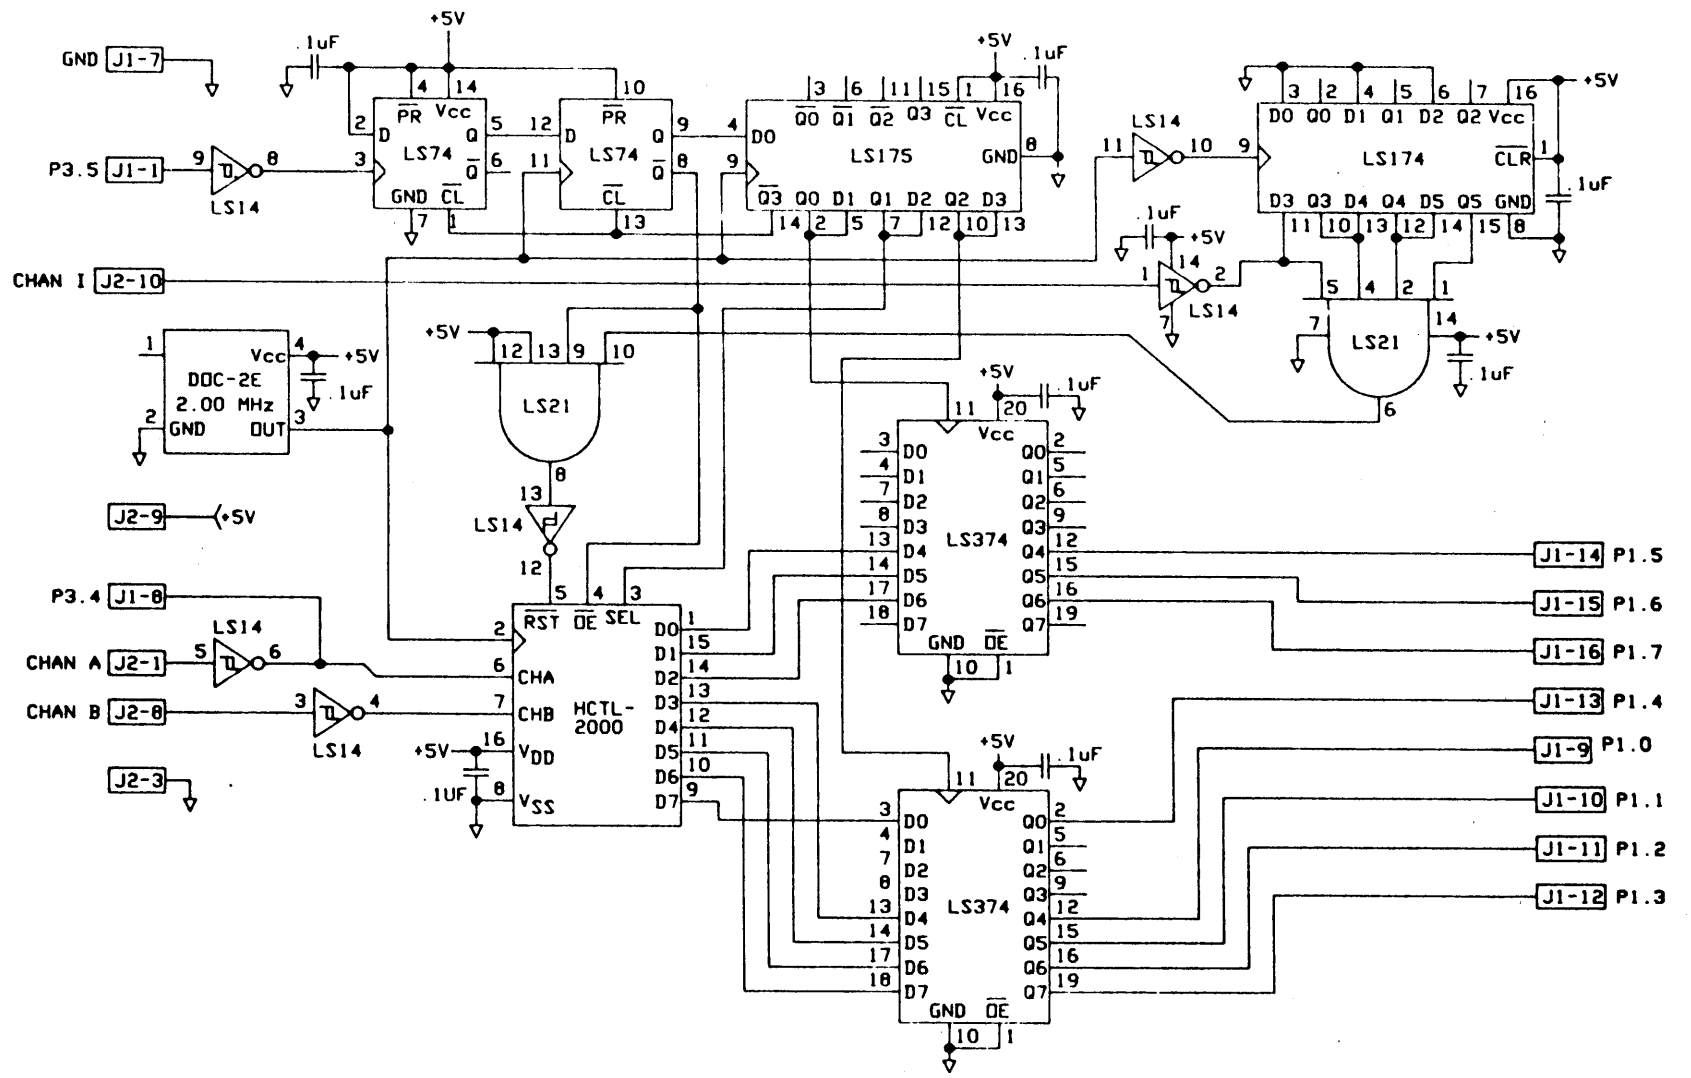 +5V
.1uF
GND J1-7
4 14
PR Vcc
2 D Q 5
LS74
3 Q 6
GND CL
7 1
P3.5 J1-1
9 8
LS14
10
PR
12 D Q 9
11 LS74 8
Q
CL
13
+5V
.1uF
3 6 11 15 1 16
Q0 Q1 Q2 Q3 CL Vcc
4 D0
LS175
9 GND 8
Q3 Q0 D1 Q1 D2 Q2 D3
14 2 5 7 12 10 13
LS14
11 10
+5V
3 2 4 5 6 7 16
D0 Q0 D1 Q1 D2 Q2 Vcc
9 LS174
CLR 1
D3 Q3 D4 Q4 D5 Q5 GND
11 10 13 12 14 15 8
.1uF
.1uF
+5V
14
1 2
LS14
7
CHAN I J2-10
5 4 2 1
7 14
LS21
+5V
.1uF
6
1
Vcc 4 +5V
DOC-2E
2.00 MHz
.1uF
2 GND OUT 3
+5V
12 13 9 10
LS21
8
13
LS14
12
J2-9 +5V
+5V
.1uF
11 20
Vcc
3 D0 Q0 2
4 D1 Q1 5
7 D2 Q2 6
8 D3 Q3 9
LS374
13 D4 Q4 12
14 D5 Q5 15
17 D6 Q6 16
18 D7 Q7 19
GND OE
10 1
J1-14 P1.5
J1-15 P1.6
J1-16 P1.7
J1-13 P1.4
J1-9 P1.0
J1-10 P1.1
J1-11 P1.2
J1-12 P1.3
P3.4 J1-8
LS14
CHAN A J2-1 5 6
CHAN B J2-8 3 4
LS14
J2-3
5 4 3
RST OE SEL
2
6 CHA
7 CHB
HCTL-
2000
+5V 16 VDD
.1UF 8 VSS
D0 1
D1 15
D2 14
D3 13
D4 12
D5 11
D6 10
D7 9
+5V
.1uF
11 20
Vcc
3 D0 Q0 2
4 D1 Q1 5
7 D2 Q2 6
8 D3 Q3 9
LS374
13 D4 Q4 12
14 D5 Q5 15
17 D6 Q6 16
18 D7 Q7 19
GND OE
10 1